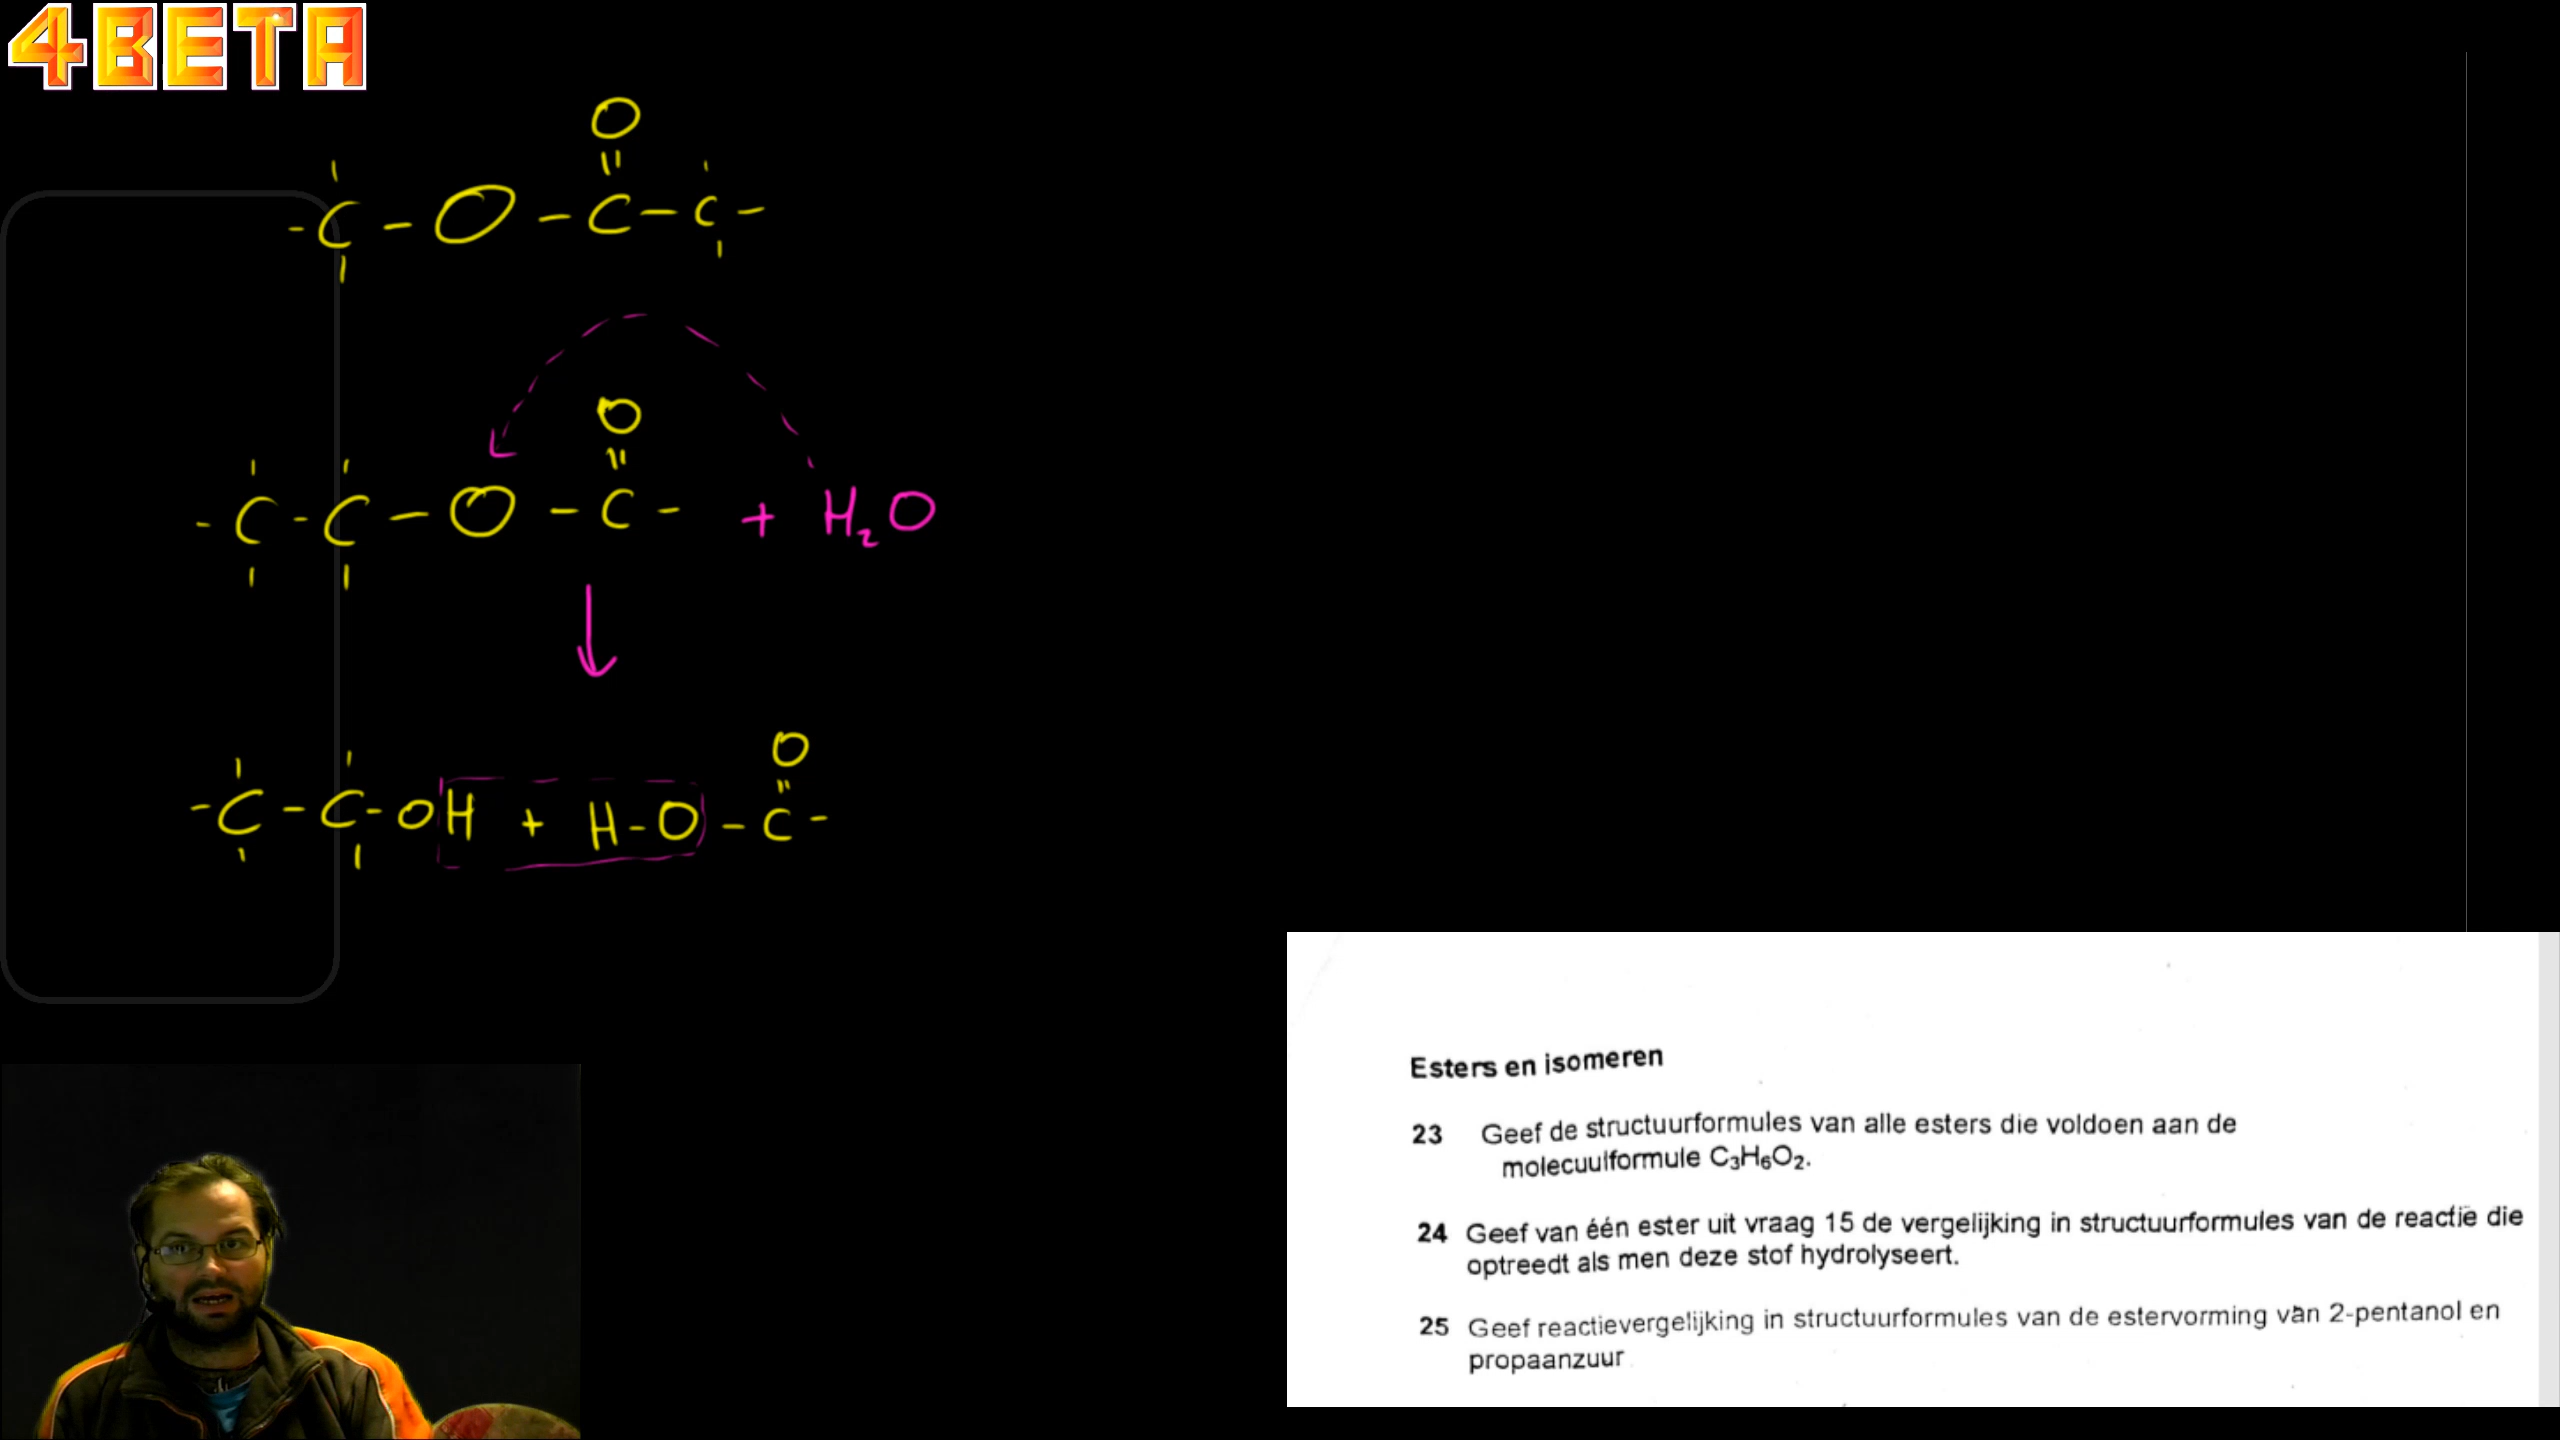 4BETA
O
||
- C - O - C - C -
O
||
- C - C - O - C - + H₂O
O
||
- C - C - OH + H - O - C -
Esters en isomeren
23 Geef de structuurformules van alle esters die voldoen aan de
molecuulformule C₃H₆O₂.
24 Geef van één ester uit vraag 15 de vergelijking in structuurformules van de reactie die
optreedt als men deze stof hydrolyseert.
25 Geef reactievergelijking in structuurformules van de estervorming van 2-pentanol en
propaanzuur